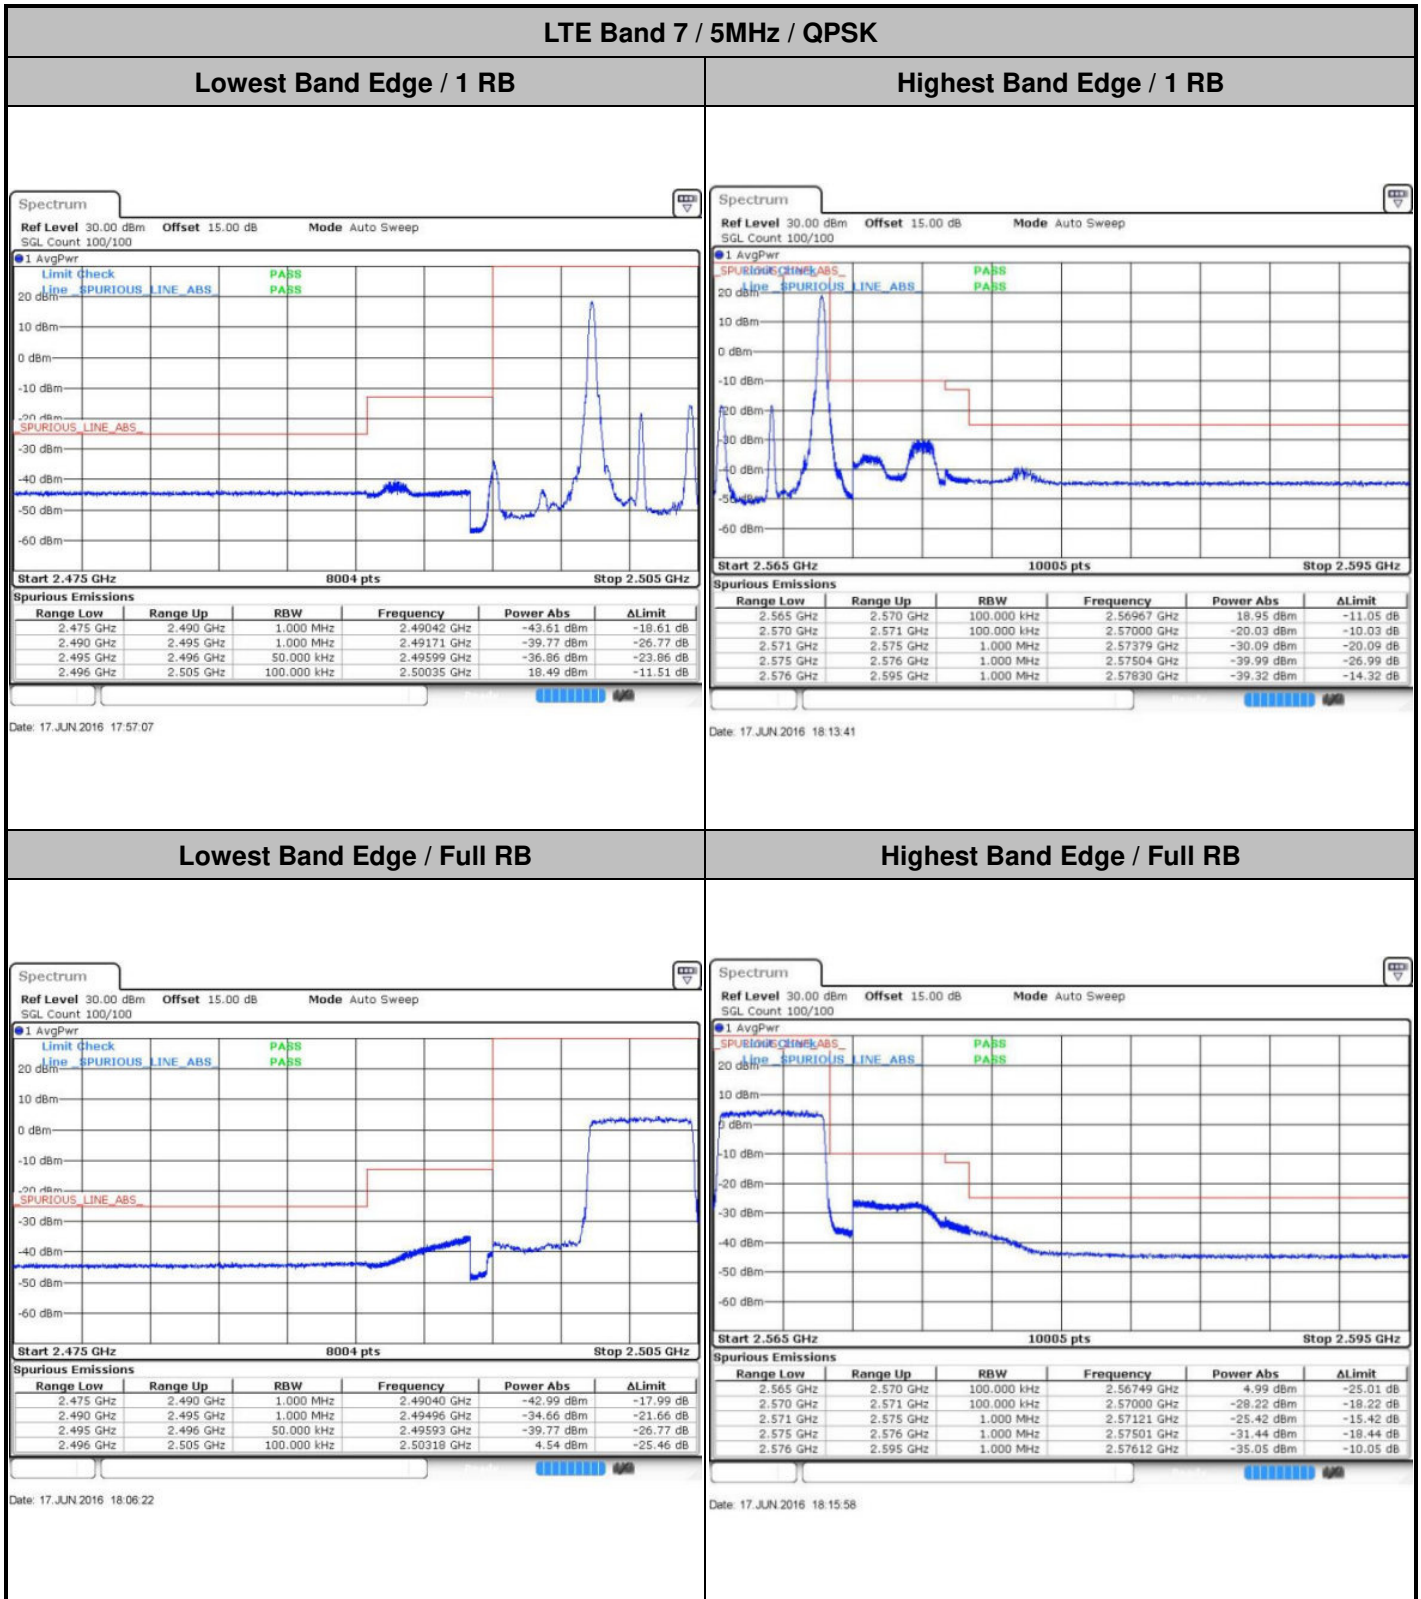 LTE Band 7 / 5MHz / QPSK
Lowest Band Edge / 1 RB
Highest Band Edge / 1 RB
Spectrum
Ref Level 30.00 dBm Offset 15.00 dB Mode Auto Sweep
SGL Count 100/100
1 AvgPwr
Limit Check PASS
Line _SPURIOUS_LINE_ABS_ PASS
20 dBm
10 dBm
0 dBm
-10 dBm
-20 dBm
_SPURIOUS_LINE_ABS_
-30 dBm
-40 dBm
-50 dBm
-60 dBm
Start 2.475 GHz 8004 pts Stop 2.505 GHz
Spurious Emissions
Range Low Range Up RBW Frequency Power Abs ΔLimit
2.475 GHz 2.490 GHz 1.000 MHz 2.49042 GHz -43.61 dBm -18.61 dB
2.490 GHz 2.495 GHz 1.000 MHz 2.49171 GHz -39.77 dBm -26.77 dB
2.495 GHz 2.496 GHz 50.000 kHz 2.49599 GHz -36.86 dBm -23.86 dB
2.496 GHz 2.505 GHz 100.000 kHz 2.50035 GHz 18.49 dBm -11.51 dB
Date: 17.JUN.2016 17:57:07
Spectrum
Ref Level 30.00 dBm Offset 15.00 dB Mode Auto Sweep
SGL Count 100/100
1 AvgPwr
_SPURIOUS_LINE_ABS_
Limit Check PASS
Line _SPURIOUS_LINE_ABS_ PASS
20 dBm
10 dBm
0 dBm
-10 dBm
-20 dBm
-30 dBm
-40 dBm
-50 dBm
-60 dBm
Start 2.565 GHz 10005 pts Stop 2.595 GHz
Spurious Emissions
Range Low Range Up RBW Frequency Power Abs ΔLimit
2.565 GHz 2.570 GHz 100.000 kHz 2.56967 GHz 18.95 dBm -11.05 dB
2.570 GHz 2.571 GHz 100.000 kHz 2.57000 GHz -20.03 dBm -10.03 dB
2.571 GHz 2.575 GHz 1.000 MHz 2.57379 GHz -30.09 dBm -20.09 dB
2.575 GHz 2.576 GHz 1.000 MHz 2.57504 GHz -39.99 dBm -26.99 dB
2.576 GHz 2.595 GHz 1.000 MHz 2.57830 GHz -39.32 dBm -14.32 dB
Date: 17.JUN.2016 18:13:41
Lowest Band Edge / Full RB
Highest Band Edge / Full RB
Spectrum
Ref Level 30.00 dBm Offset 15.00 dB Mode Auto Sweep
SGL Count 100/100
1 AvgPwr
Limit Check PASS
Line _SPURIOUS_LINE_ABS_ PASS
20 dBm
10 dBm
0 dBm
-10 dBm
-20 dBm
_SPURIOUS_LINE_ABS_
-30 dBm
-40 dBm
-50 dBm
-60 dBm
Start 2.475 GHz 8004 pts Stop 2.505 GHz
Spurious Emissions
Range Low Range Up RBW Frequency Power Abs ΔLimit
2.475 GHz 2.490 GHz 1.000 MHz 2.49040 GHz -42.99 dBm -17.99 dB
2.490 GHz 2.495 GHz 1.000 MHz 2.49496 GHz -34.66 dBm -21.66 dB
2.495 GHz 2.496 GHz 50.000 kHz 2.49593 GHz -39.77 dBm -26.77 dB
2.496 GHz 2.505 GHz 100.000 kHz 2.50318 GHz 4.54 dBm -25.46 dB
Date: 17.JUN.2016 18:06:22
Spectrum
Ref Level 30.00 dBm Offset 15.00 dB Mode Auto Sweep
SGL Count 100/100
1 AvgPwr
_SPURIOUS_LINE_ABS_
Limit Check PASS
Line _SPURIOUS_LINE_ABS_ PASS
20 dBm
10 dBm
0 dBm
-10 dBm
-20 dBm
-30 dBm
-40 dBm
-50 dBm
-60 dBm
Start 2.565 GHz 10005 pts Stop 2.595 GHz
Spurious Emissions
Range Low Range Up RBW Frequency Power Abs ΔLimit
2.565 GHz 2.570 GHz 100.000 kHz 2.56749 GHz 4.99 dBm -25.01 dB
2.570 GHz 2.571 GHz 100.000 kHz 2.57000 GHz -28.22 dBm -18.22 dB
2.571 GHz 2.575 GHz 1.000 MHz 2.57121 GHz -25.42 dBm -15.42 dB
2.575 GHz 2.576 GHz 1.000 MHz 2.57501 GHz -31.44 dBm -18.44 dB
2.576 GHz 2.595 GHz 1.000 MHz 2.57612 GHz -35.05 dBm -10.05 dB
Date: 17.JUN.2016 18:15:58